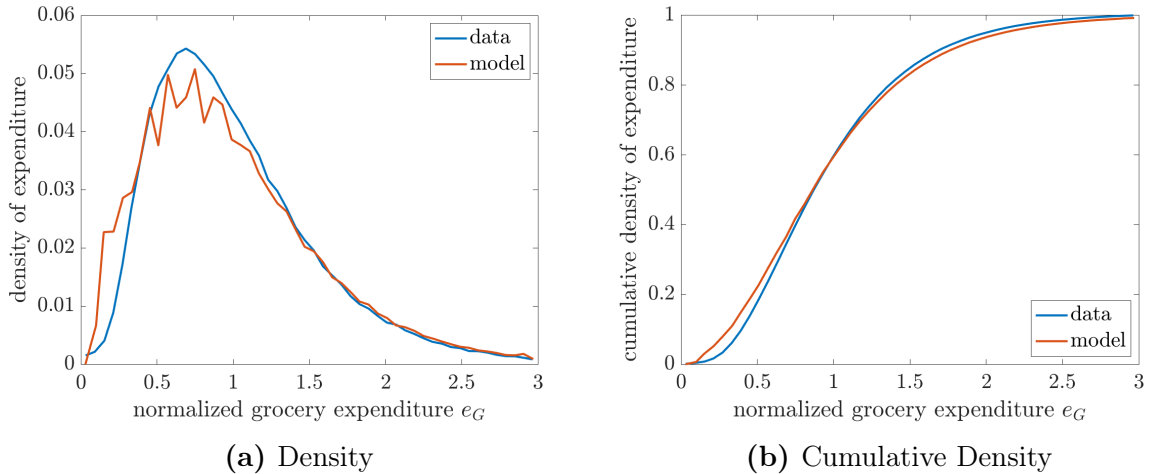 0.06
0.05
0.04
0.03
0.02
0.01
0
density of expenditure
data
model
0 0.5 1 1.5 2 2.5 3
normalized grocery expenditure e_G
(a) Density
1
0.8
0.6
0.4
0.2
0
cumulative density of expenditure
data
model
0 0.5 1 1.5 2 2.5 3
normalized grocery expenditure e_G
(b) Cumulative Density